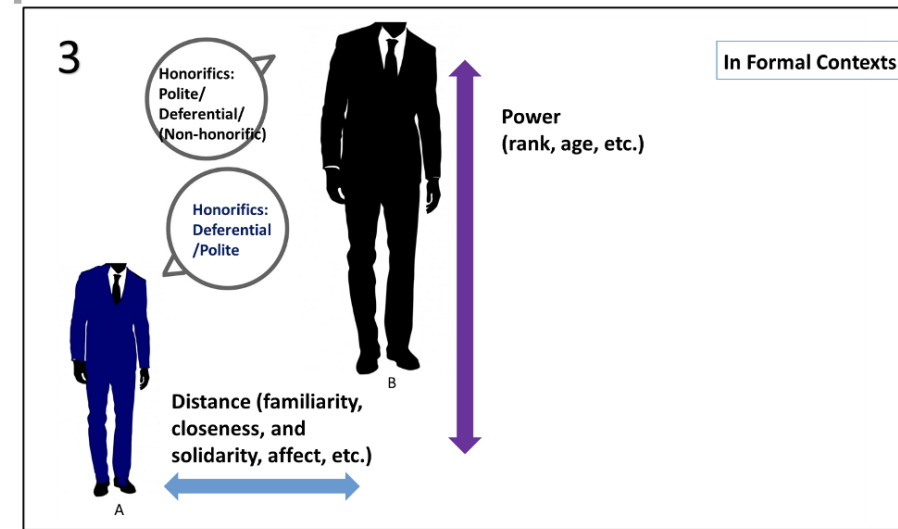 3
Honorifics:
Polite/
Deferential/
(Non-honorific)
In Formal Contexts
Power
(rank, age, etc.)
Honorifics:
Deferential
/Polite
B
Distance (familiarity,
closeness, and
solidarity, affect, etc.)
A